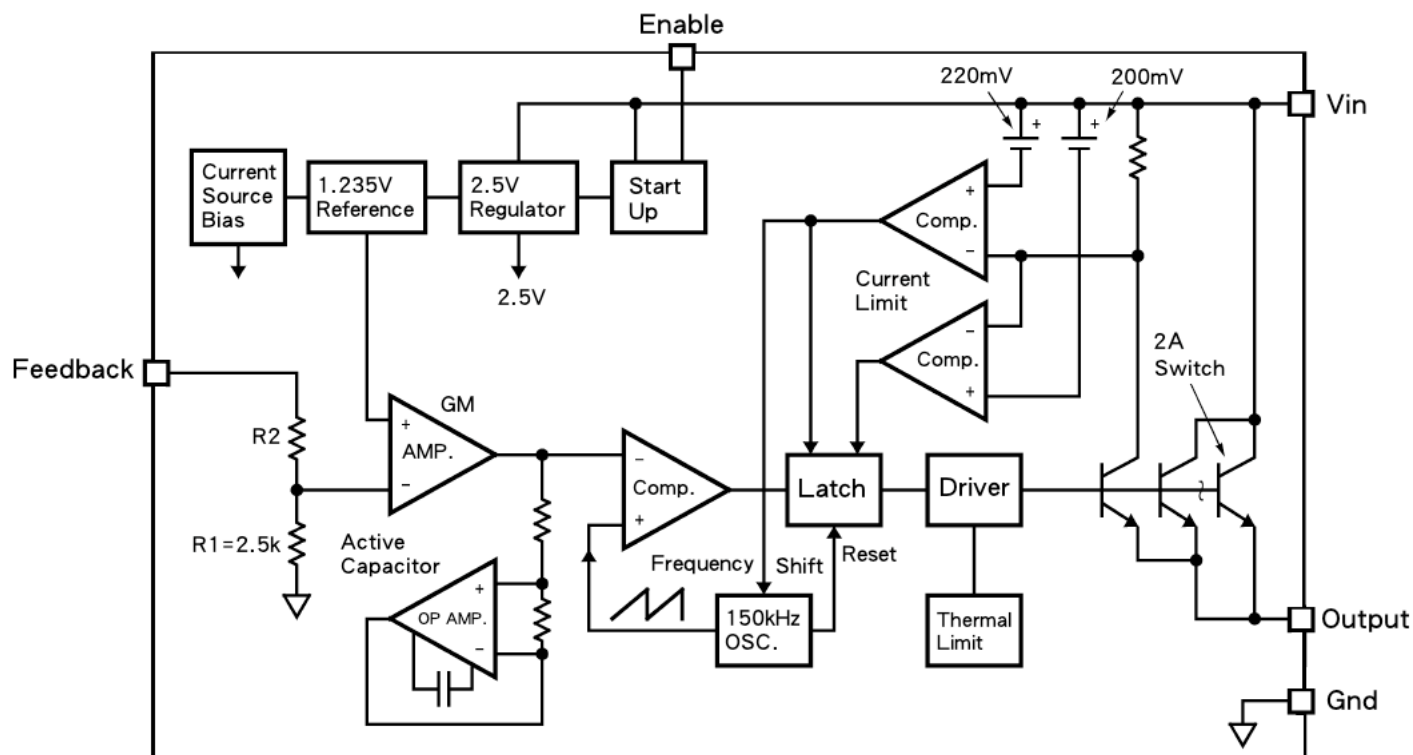 Enable
220mV
200mV
Vin
Current
Source
Bias
1.235V
Reference
2.5V
Regulator
Start
Up
+
+
+
Comp.
-
2.5V
Current
Limit
-
Comp.
+
2A
Switch
Feedback
GM
R2
+
AMP.
-
-
Comp.
+
Latch
Driver
R1=2.5k
Active
Capacitor
Frequency
Shift
Reset
+
OP AMP.
-
150kHz
OSC.
Thermal
Limit
Output
Gnd